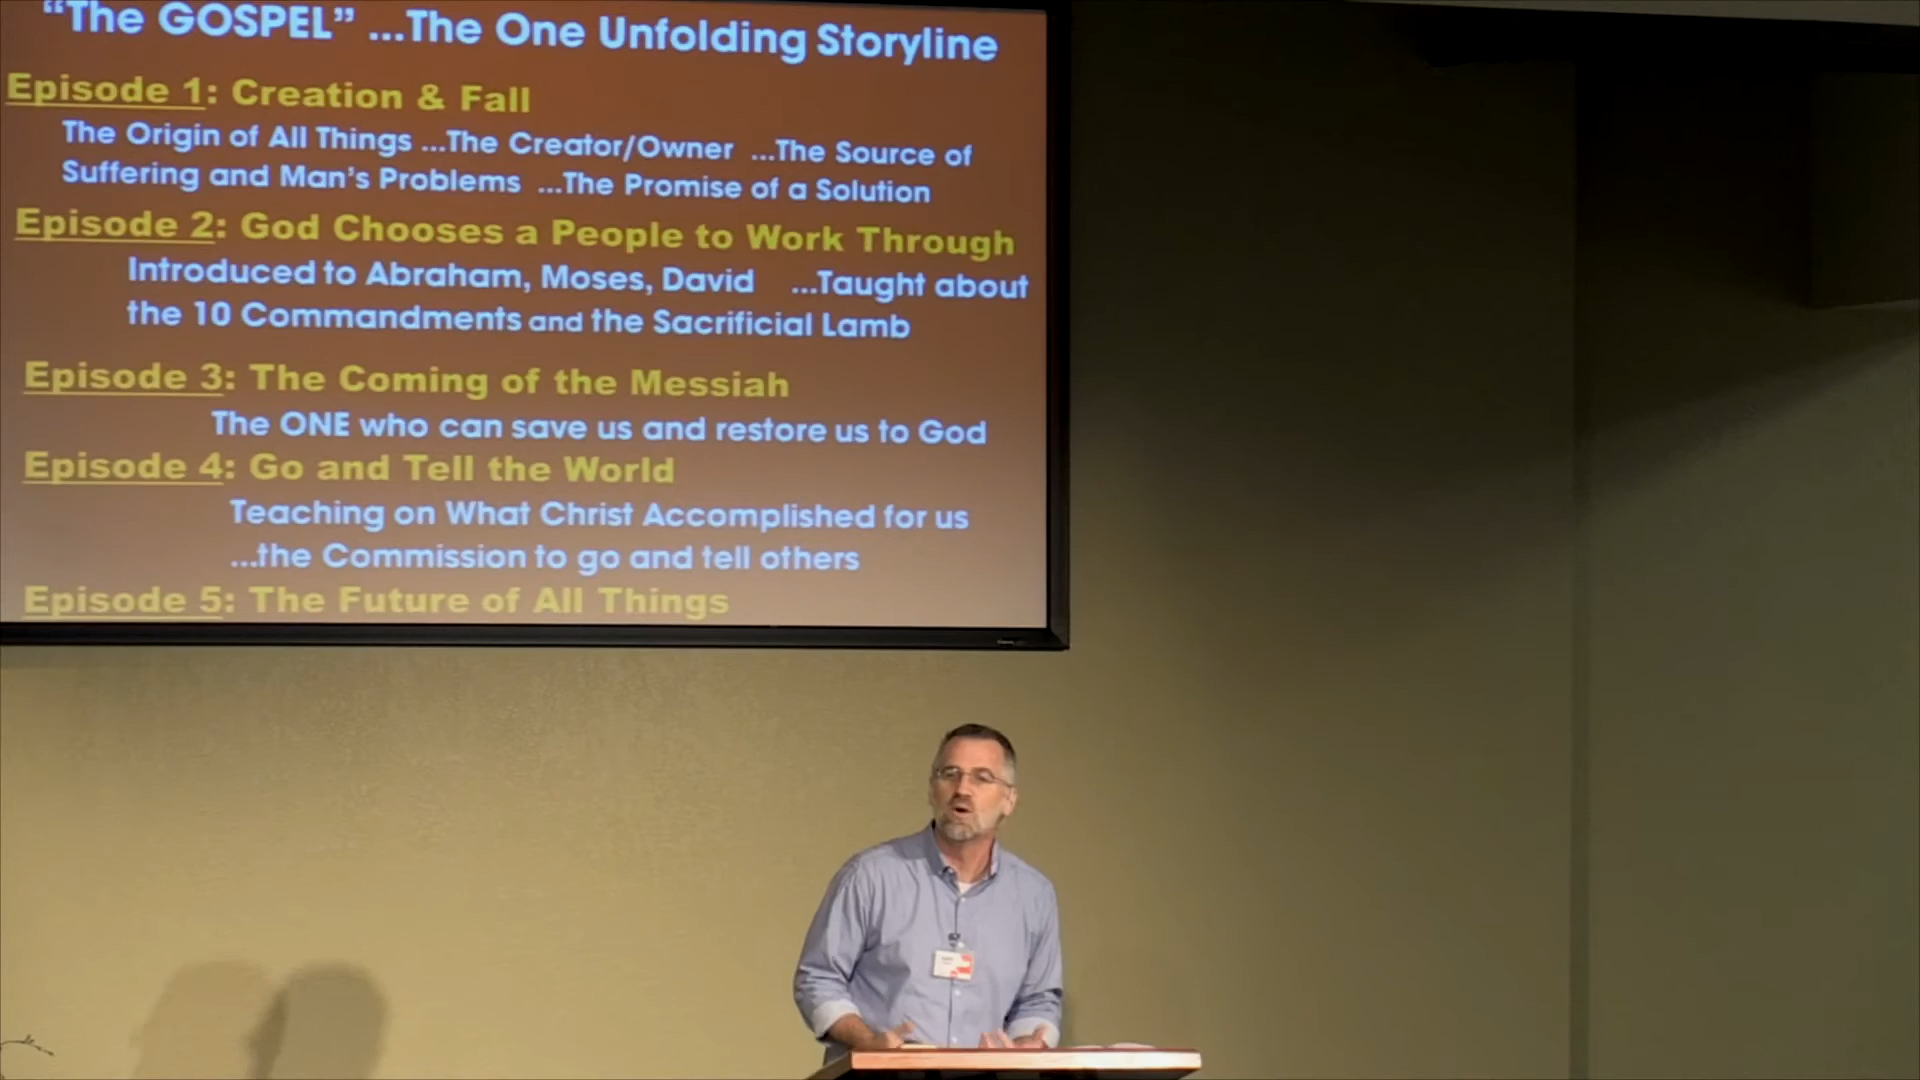 “The GOSPEL” ...The One Unfolding Storyline
Episode 1: Creation & Fall
The Origin of All Things ...The Creator/Owner ...The Source of
Suffering and Man’s Problems ...The Promise of a Solution
Episode 2: God Chooses a People to Work Through
Introduced to Abraham, Moses, David ...Taught about
the 10 Commandments and the Sacrificial Lamb
Episode 3: The Coming of the Messiah
The ONE who can save us and restore us to God
Episode 4: Go and Tell the World
Teaching on What Christ Accomplished for us
...the Commission to go and tell others
Episode 5: The Future of All Things